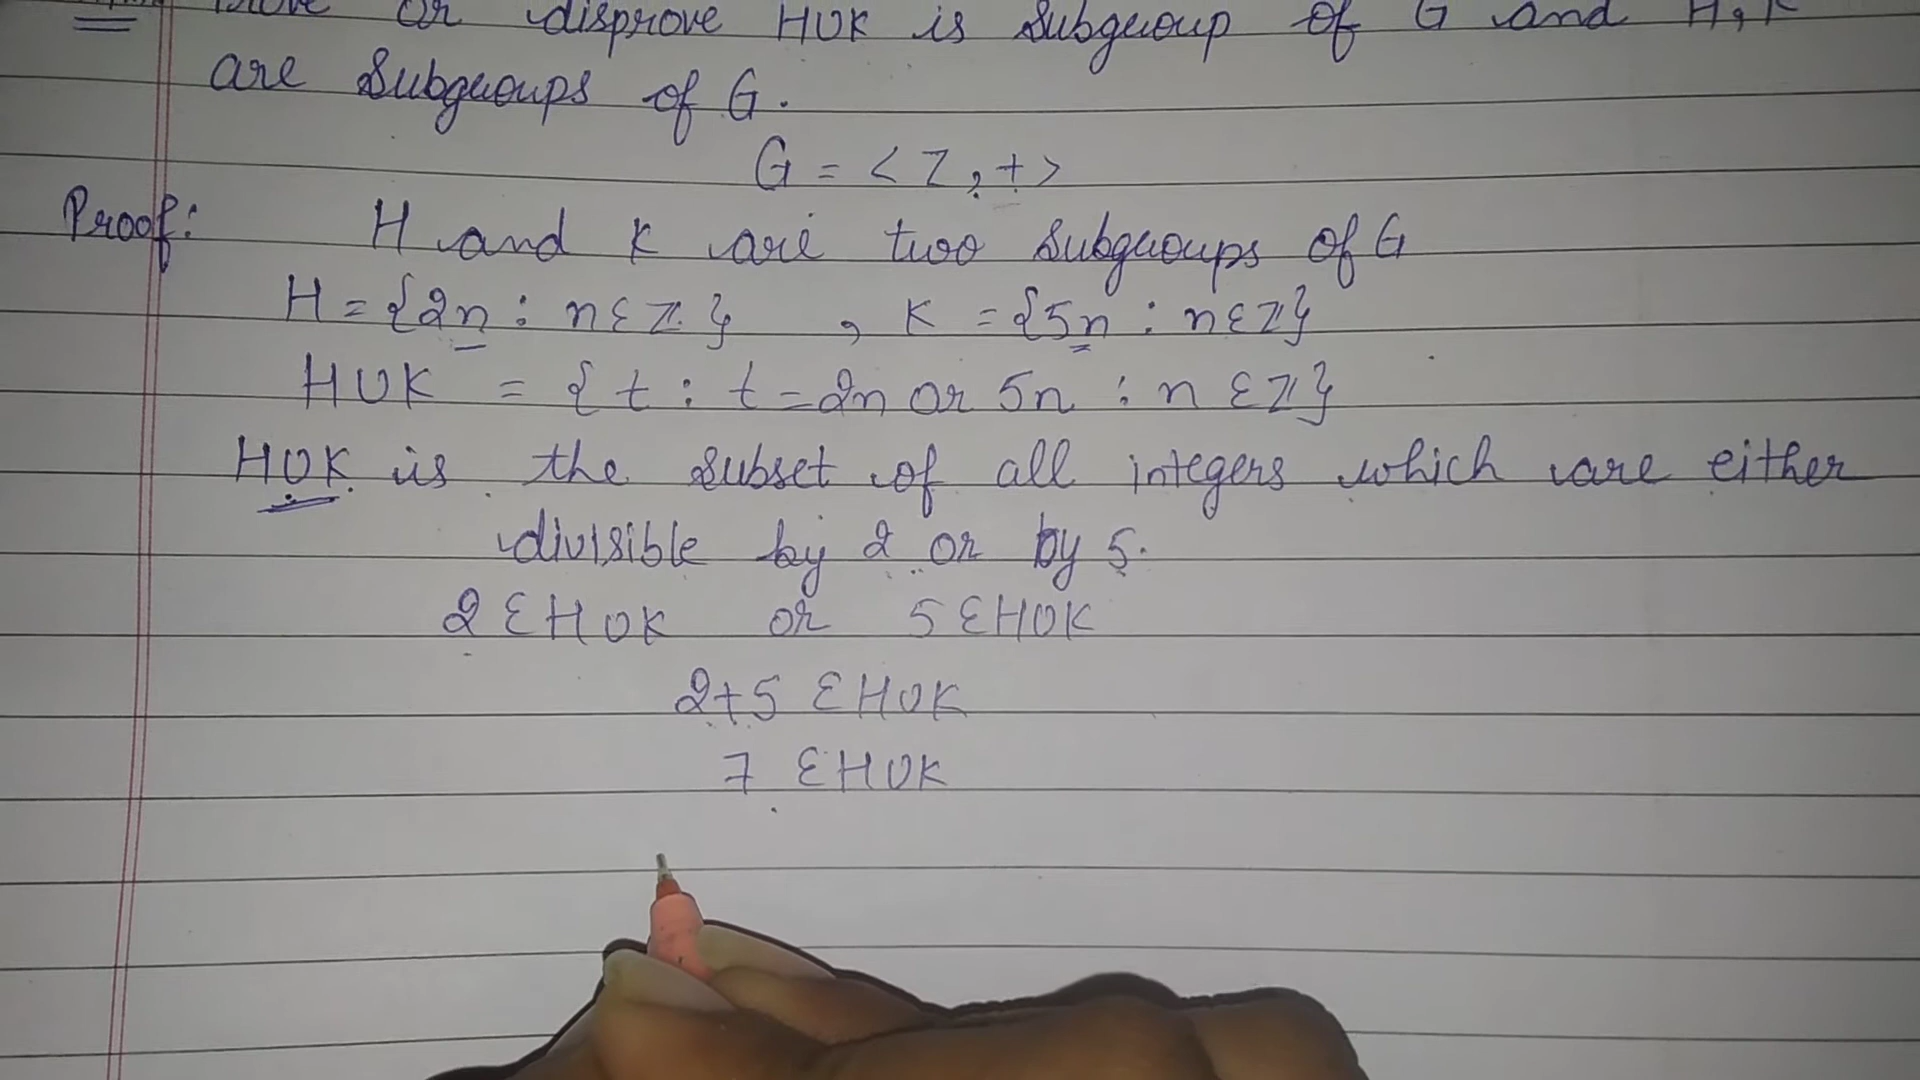 Prove or disprove HUK is subgroup of G and H, K
are subgroups of G.
G = <Z, +>
Proof: H and K are two subgroups of G
H = {2n : n ∈ Z}, K = {5n : n ∈ Z}
HUK = {t : t = 2n or 5n : n ∈ Z}
HUK is the subset of all integers which are either
divisible by 2 or by 5.
2 ∈ HUK or 5 ∈ HUK
2+5 ∈ HUK
7 ∈ HUK